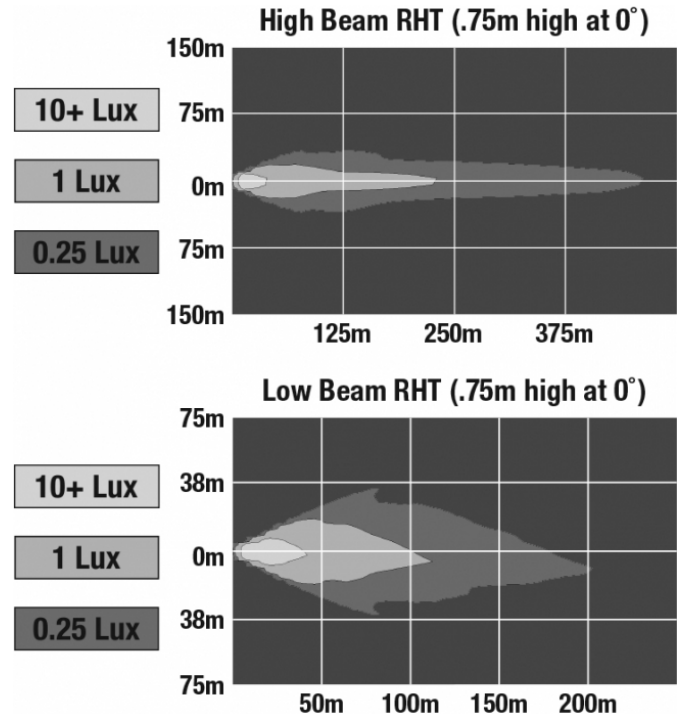 High Beam RHT (.75m high at 0˚)
150m
10+ Lux
75m
1 Lux
0m
0.25 Lux
75m
150m
125m 250m 375m
Low Beam RHT (.75m high at 0˚)
75m
10+ Lux
38m
1 Lux
0m
0.25 Lux
38m
75m
50m 100m 150m 200m